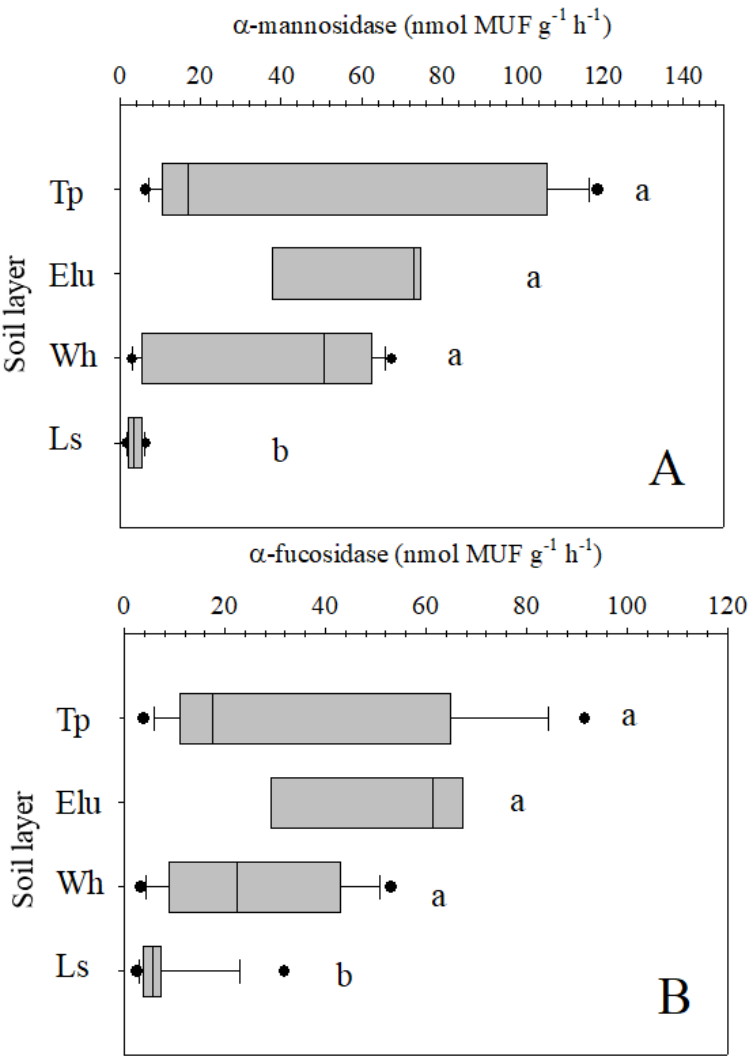 α-mannosidase (nmol MUF g⁻¹ h⁻¹)
0 20 40 60 80 100 120 140
Tp a
Elu a
Wh a
Ls b
Soil layer
A
α-fucosidase (nmol MUF g⁻¹ h⁻¹)
0 20 40 60 80 100 120
Tp a
Elu a
Wh a
Ls b
Soil layer
B